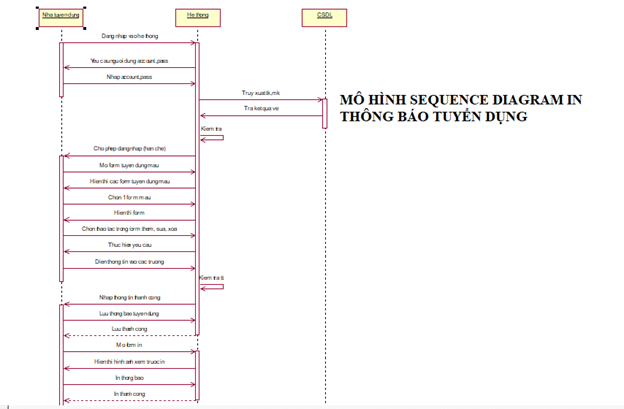 Nha tuyen dung
He thong
CSDL
Dang nhap vao he thong
Yeu cau nguoi dung account,pass
Nhap account,pass
Truy xuat tk,mk
Tra ket qua ve
MÔ HÌNH SEQUENCE DIAGRAM IN
THÔNG BÁO TUYỂN DỤNG
Kiem tra
Cho phep dang nhap (han che)
Mo form tuyen dung mau
Hien thi cac form tuyen dung mau
Chon 1 form mau
Hien thi form
Chon thao tac trong form them, sua, xoa
Thuc hien yeu cau
Dien thong tin vao cac truong
Kiem tra
Nhap thong tin thanh cong
Luu thong bao tuyen dung
Luu thanh cong
Mo form in
Hien thi hinh anh xem truoc in
In thong bao
In thanh cong